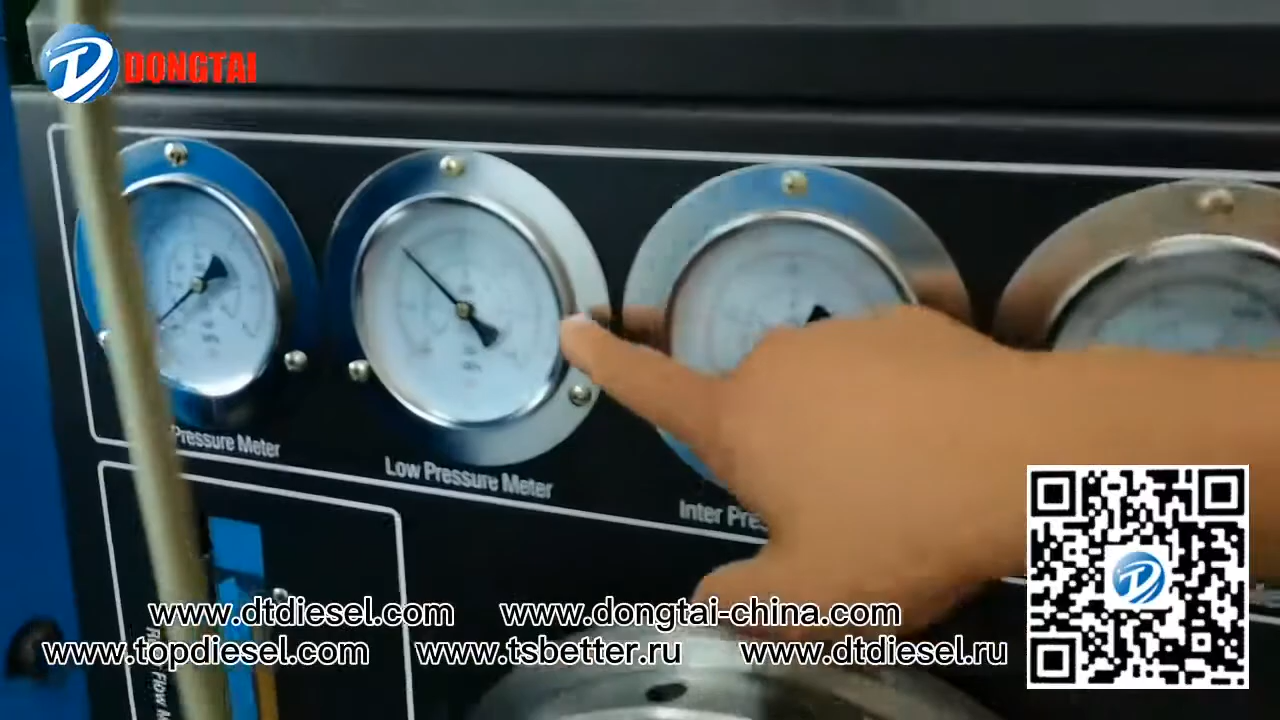 DONGTAI
Pressure Meter
Low Pressure Meter
Inter
www.dtdiesel.com www.dongtai-china.com
www.topdiesel.com www.tsbetter.ru www.dtdiesel.ru
Flow